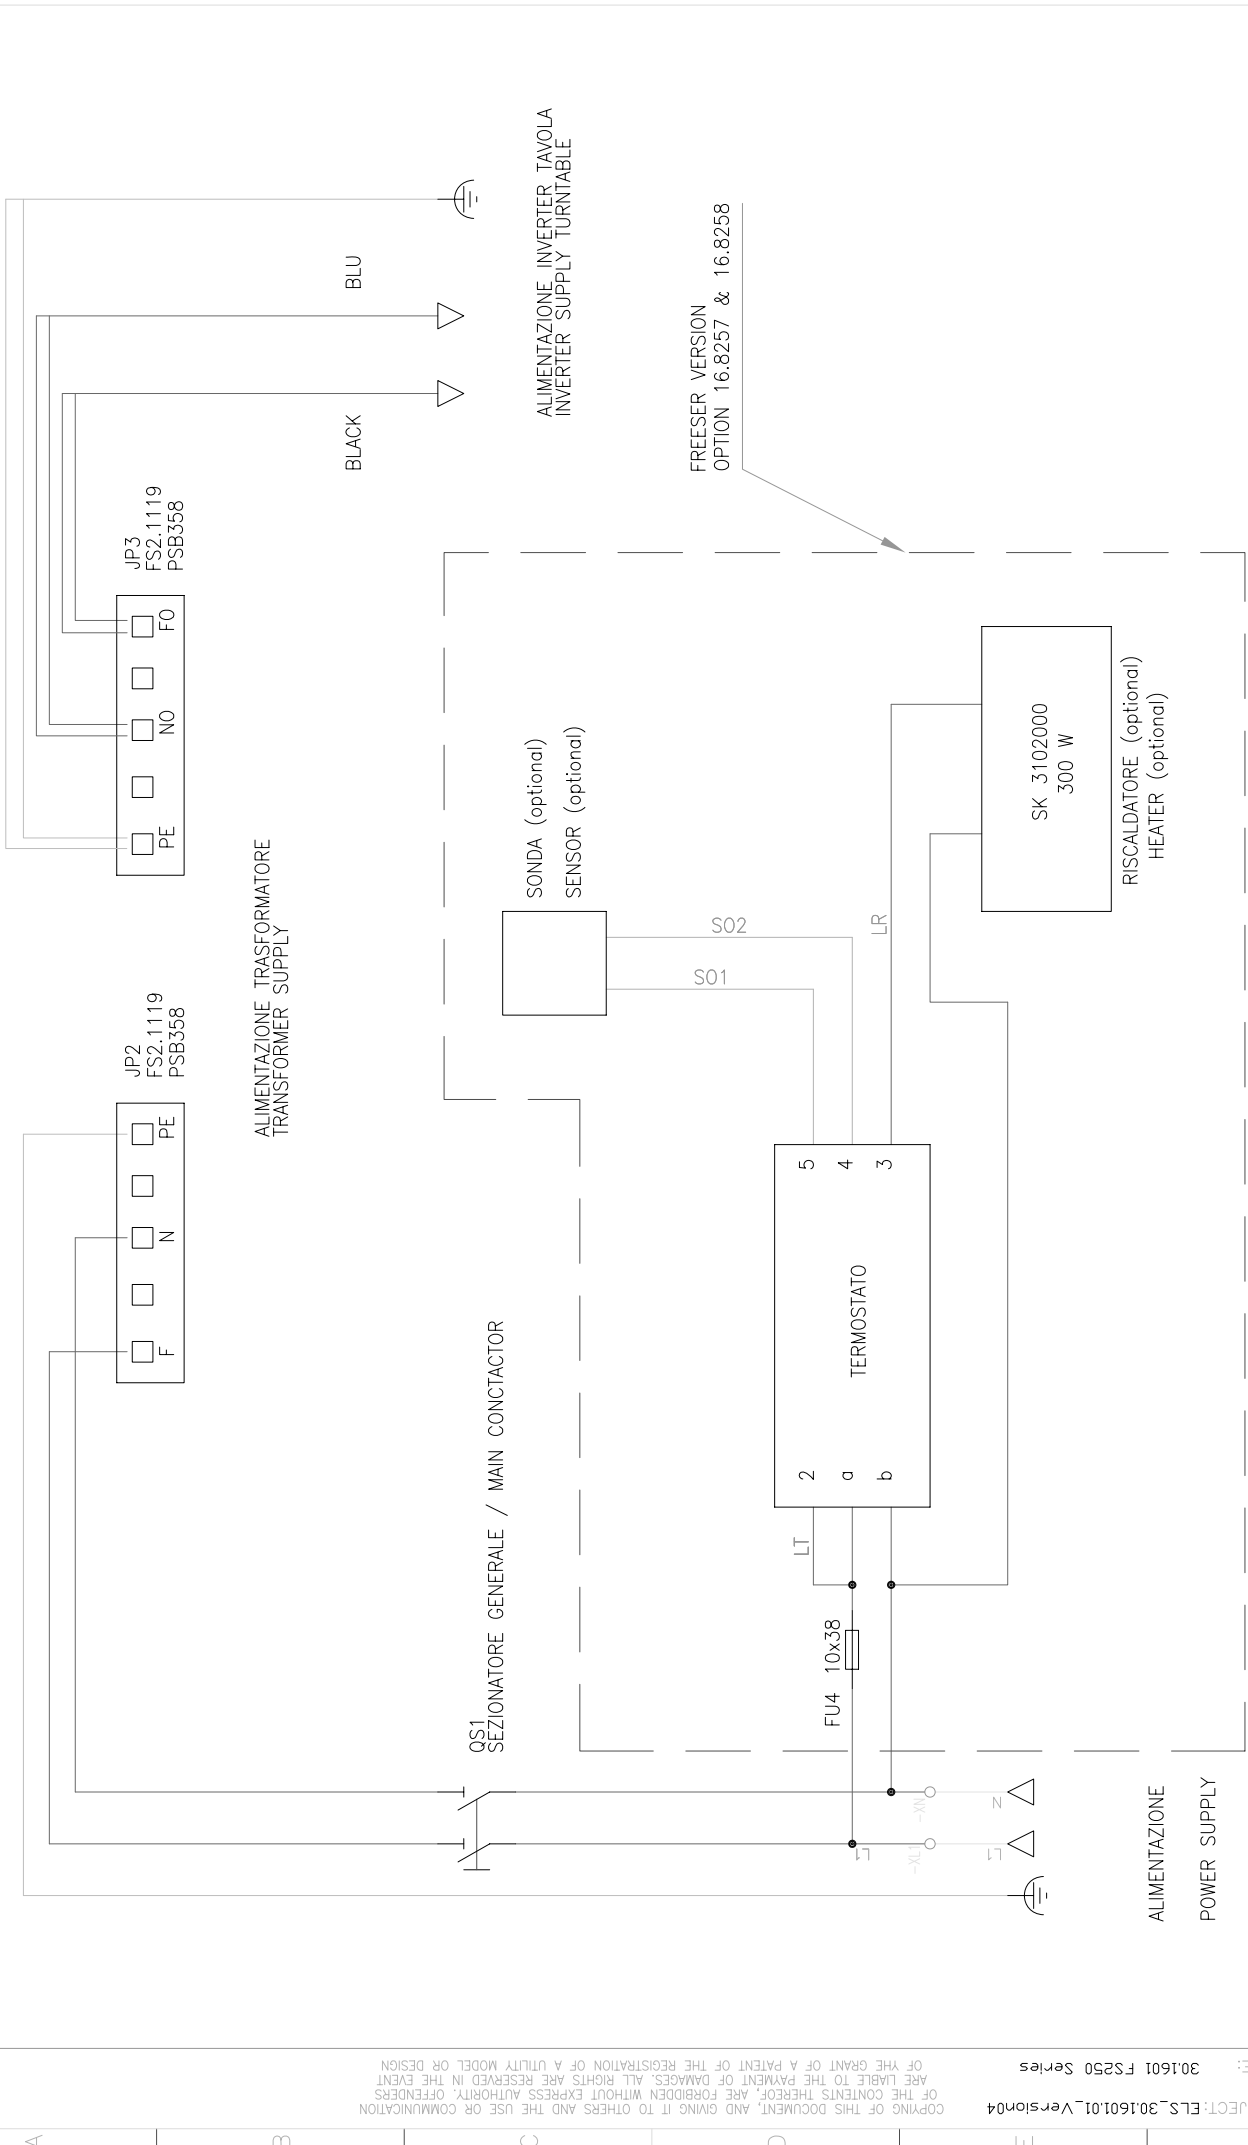 JP2
FS2.1119
PSB358
F
N
PE
JP3
FS2.1119
PSB358
PE
NO
FO
ALIMENTAZIONE TRASFORMATORE
TRANSFORMER SUPPLY
BLACK
BLU
ALIMENTAZIONE INVERTER TAVOLA
INVERTER SUPPLY TURNTABLE
QS1
SEZIONATORE GENERALE / MAIN CONCTACTOR
FREESER VERSION
OPTION 16.8257 & 16.8258
SONDA (optional)
SENSOR (optional)
SO1
SO2
LT
LR
2
a
b
TERMOSTATO
5
4
3
FU4 10x38
SK 3102000
300 W
RISCALDATORE (optional)
HEATER (optional)
L1
-XL1
-XN
L1
N
ALIMENTAZIONE
POWER SUPPLY
COPYING OF THIS DOCUMENT, AND GIVING IT TO OTHERS AND THE USE OR COMMUNICATION
OF THE CONTENTS THEREOF, ARE FORBIDDEN WITHOUT EXPRESS AUTHORITY. OFFENDERS
ARE LIABLE TO THE PAYMENT OF DAMAGES. ALL RIGHTS ARE RESERVED IN THE EVENT
OF YHE GRANT OF A PATENT OF THE REGISTRATION OF A UTILITY MODEL OR DESIGN
JECT: ELS_30.1601.01_Version04
E: 30.1601 FS250 Series
A
B
C
D
E